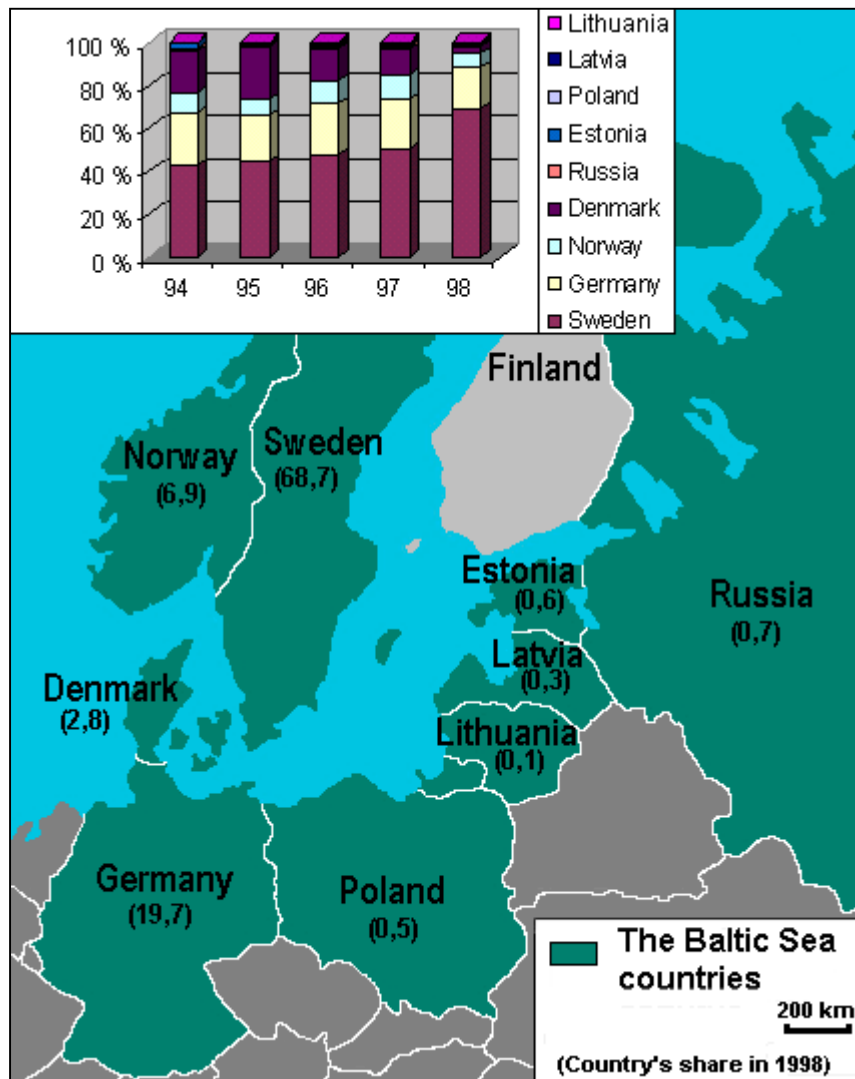 100 %
80 %
60 %
40 %
20 %
0 %
94 95 96 97 98
Lithuania
Latvia
Poland
Estonia
Russia
Denmark
Norway
Germany
Sweden
Finland
Norway
(6,9)
Sweden
(68,7)
Estonia
(0,6)
Russia
(0,7)
Latvia
(0,3)
Denmark
(2,8)
Lithuania
(0,1)
Germany
(19,7)
Poland
(0,5)
The Baltic Sea
countries
200 km
(Country's share in 1998)